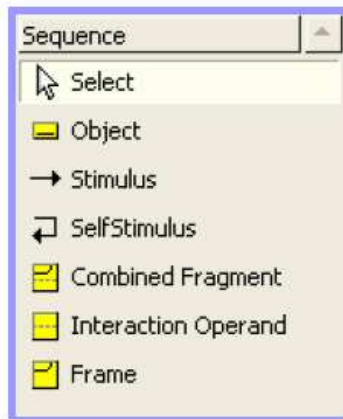 Sequence
Select
Object
Stimulus
SelfStimulus
Combined Fragment
Interaction Operand
Frame